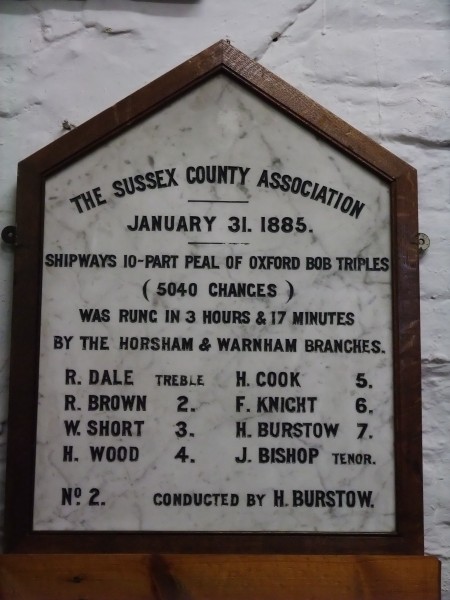 THE SUSSEX COUNTY ASSOCIATION
JANUARY 31. 1885.
SHIPWAYS 10-PART PEAL OF OXFORD BOB TRIPLES
( 5040 CHANGES )
WAS RUNG IN 3 HOURS & 17 MINUTES
BY THE HORSHAM & WARNHAM BRANCHES.
R. DALE TREBLE H. COOK 5.
R. BROWN 2. F. KNIGHT 6.
W. SHORT 3. H. BURSTOW 7.
H. WOOD 4. J. BISHOP TENOR.
Nº 2. CONDUCTED BY H. BURSTOW.